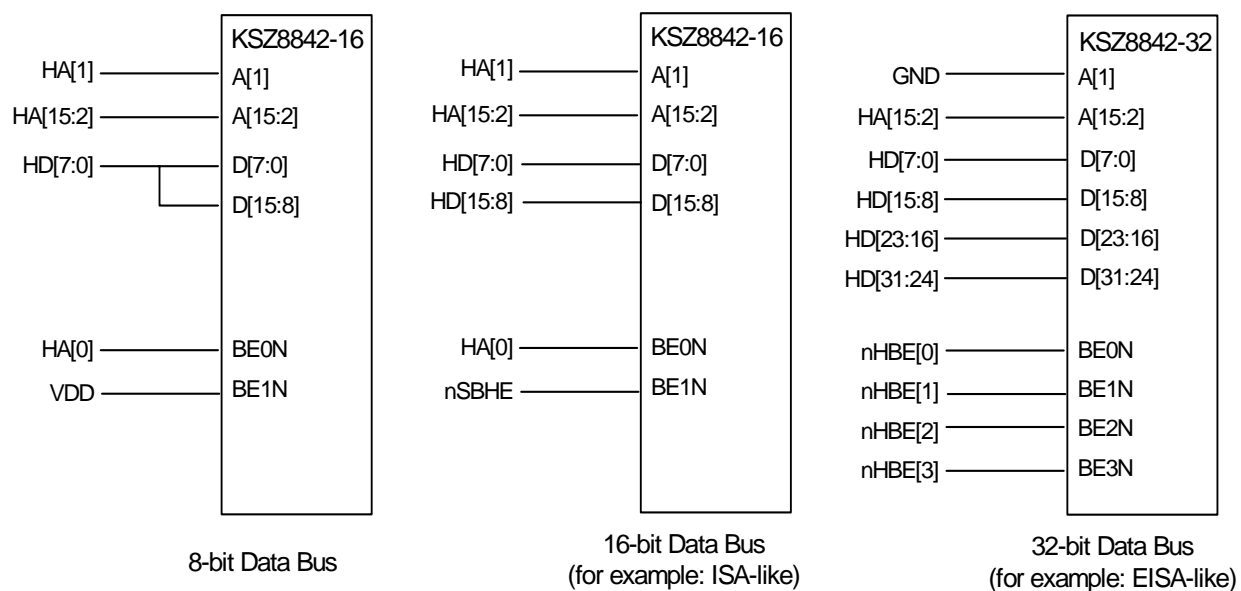 KSZ8842-16
HA[1]
A[1]
HA[15:2]
A[15:2]
HD[7:0]
D[7:0]
D[15:8]
HA[0]
BE0N
VDD
BE1N
8-bit Data Bus
KSZ8842-16
HA[1]
A[1]
HA[15:2]
A[15:2]
HD[7:0]
D[7:0]
HD[15:8]
D[15:8]
HA[0]
BE0N
nSBHE
BE1N
16-bit Data Bus
(for example: ISA-like)
KSZ8842-32
GND
A[1]
HA[15:2]
A[15:2]
HD[7:0]
D[7:0]
HD[15:8]
D[15:8]
HD[23:16]
D[23:16]
HD[31:24]
D[31:24]
nHBE[0]
BE0N
nHBE[1]
BE1N
nHBE[2]
BE2N
nHBE[3]
BE3N
32-bit Data Bus
(for example: EISA-like)